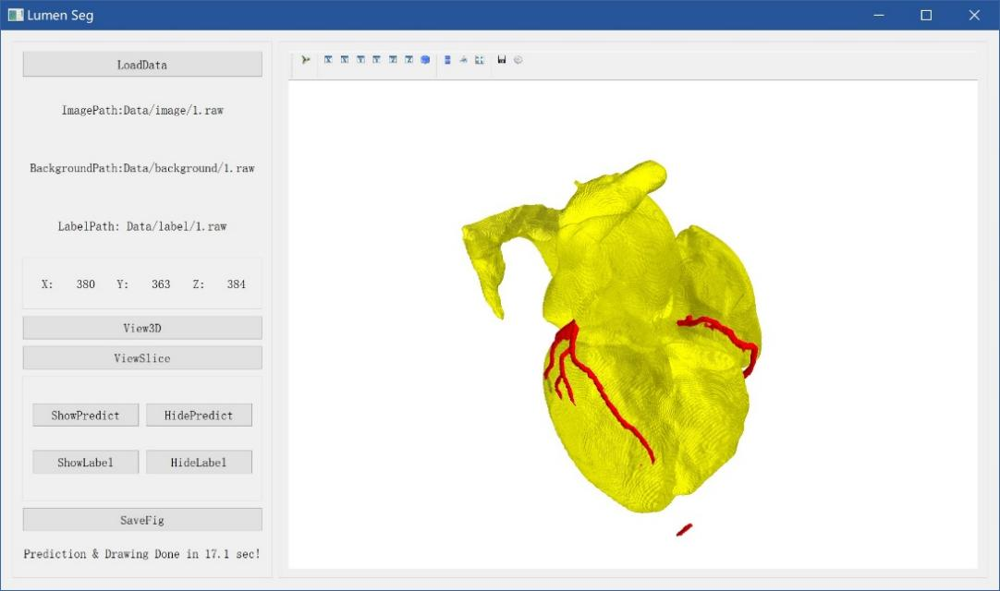 Lumen Seg
LoadData
ImagePath:Data/image/1.raw
BackgroundPath:Data/background/1.raw
LabelPath: Data/label/1.raw
X: 380 Y: 363 Z: 384
View3D
ViewSlice
ShowPredict HidePredict
ShowLabel HideLabel
SaveFig
Prediction & Drawing Done in 17.1 sec!